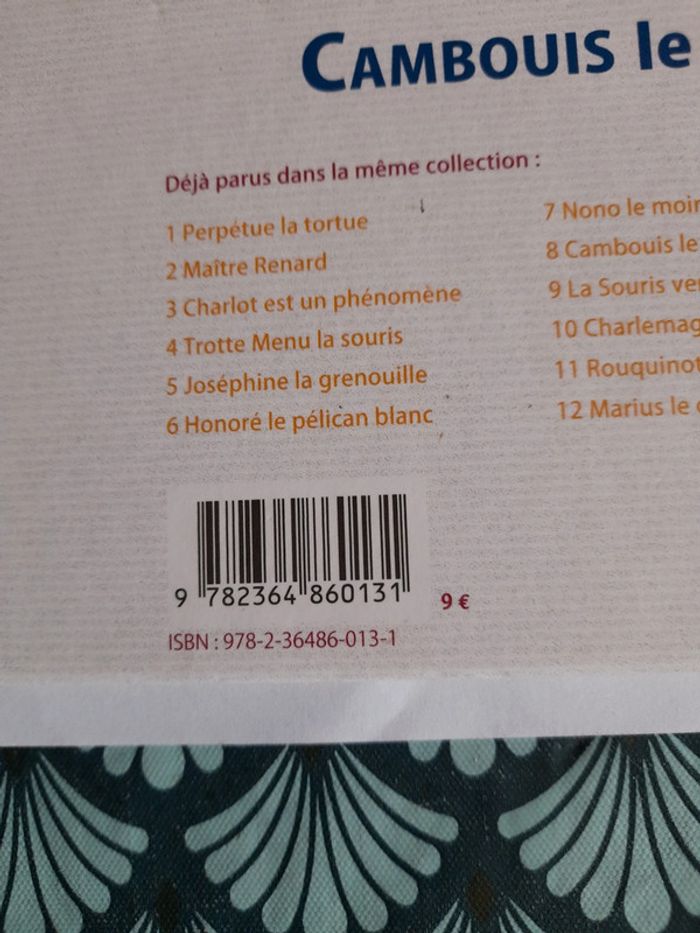 CAMBOUIS le
Déjà parus dans la même collection :
1 Perpétue la tortue
2 Maître Renard
3 Charlot est un phénomène
4 Trotte Menu la souris
5 Joséphine la grenouille
6 Honoré le pélican blanc
7 Nono le moin
8 Cambouis le
9 La Souris ve
10 Charlemag
11 Rouquino
12 Marius le
9 782364 860131
9 €
ISBN : 978-2-36486-013-1